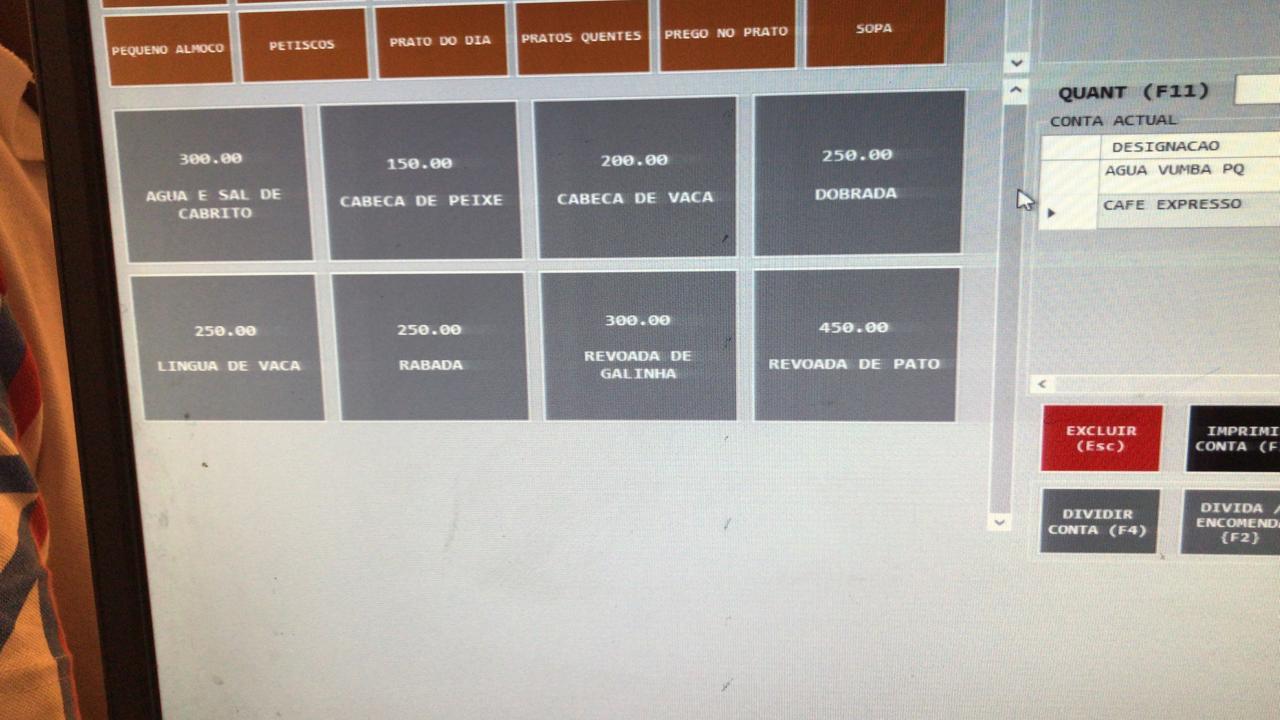 PEQUENO ALMOCO
PETISCOS
PRATO DO DIA
PRATOS QUENTES
PREGO NO PRATO
SOPA
300.00
AGUA E SAL DE
CABRITO
150.00
CABECA DE PEIXE
200.00
CABECA DE VACA
250.00
DOBRADA
250.00
LINGUA DE VACA
250.00
RABADA
300.00
REVOADA DE
GALINHA
450.00
REVOADA DE PATO
QUANT (F11)
CONTA ACTUAL
DESIGNACAO
AGUA VUMBA PQ
CAFE EXPRESSO
EXCLUIR
(Esc)
IMPRIMI
CONTA (F
DIVIDIR
CONTA (F4)
DIVIDA /
ENCOMEND
{F2}